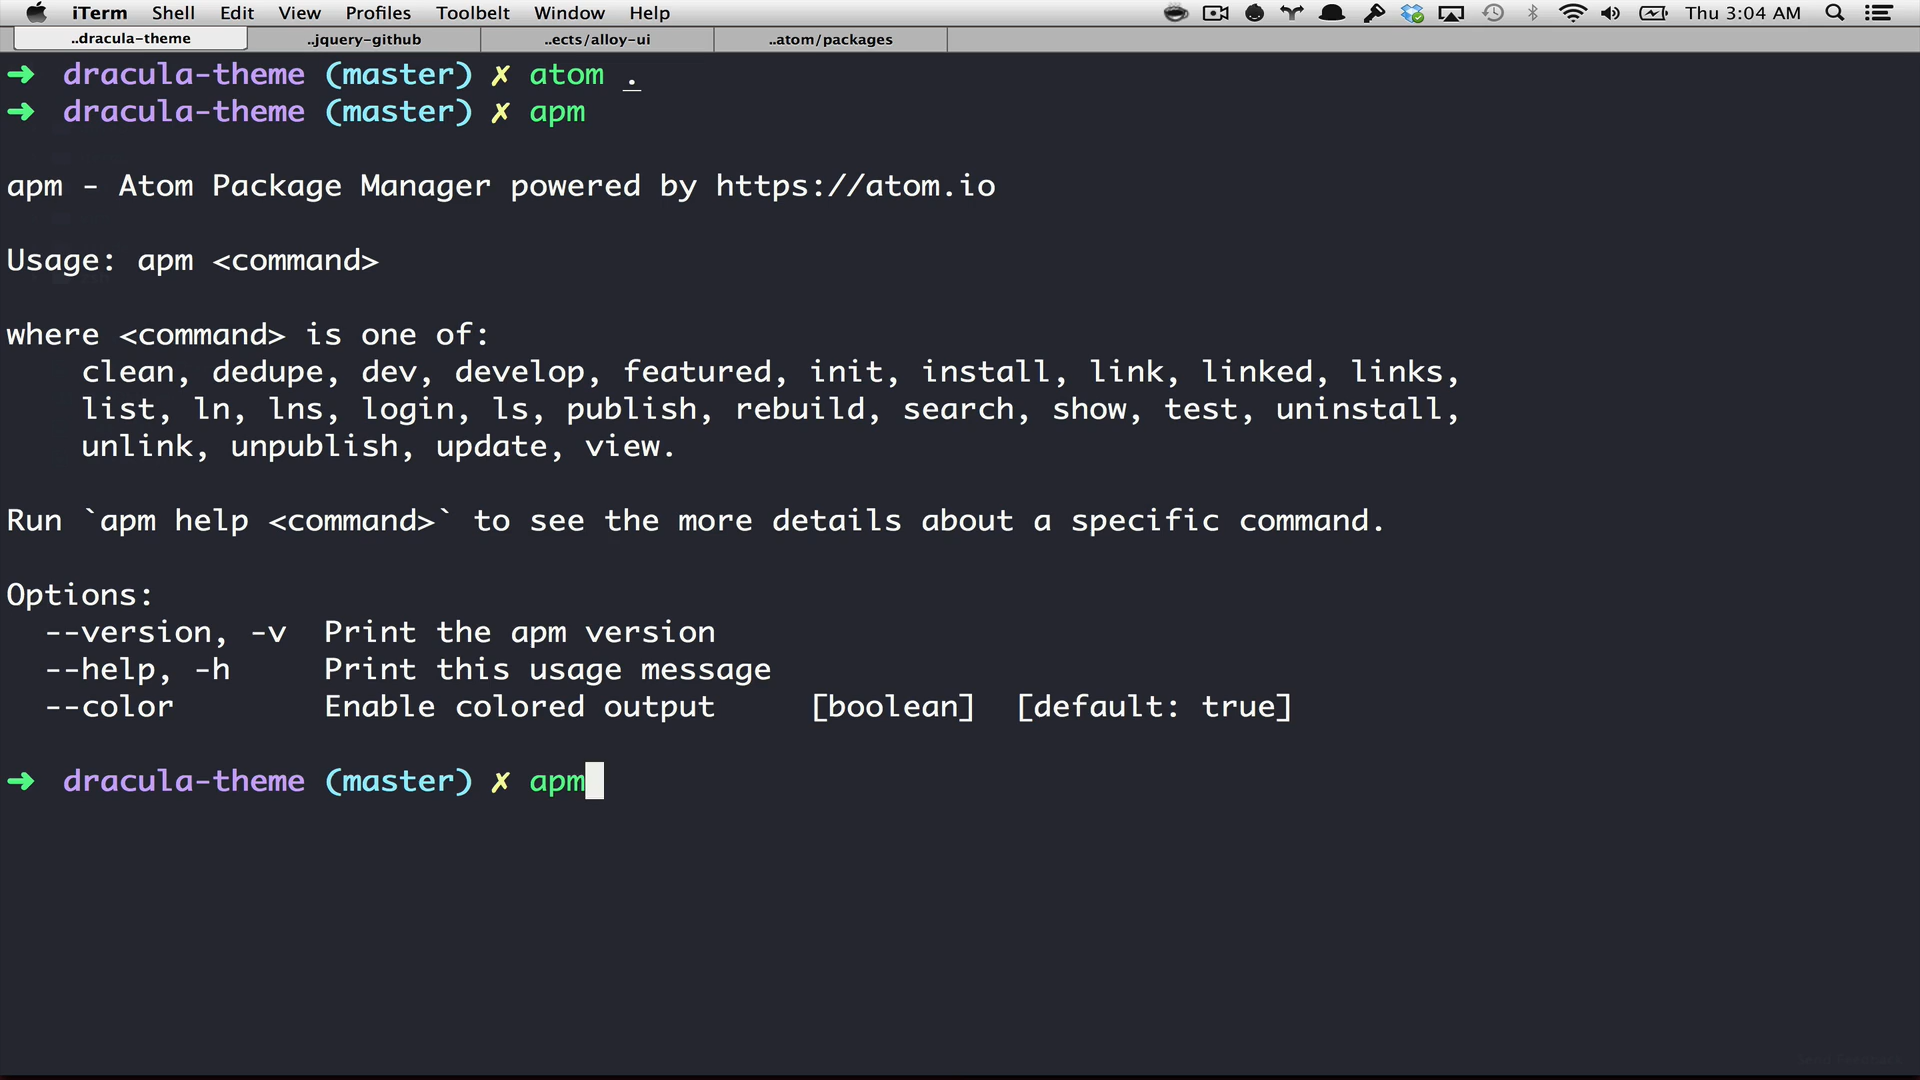 iTerm Shell Edit View Profiles Toolbelt Window Help Thu 3:04 AM
..dracula-theme ..jquery-github ..ects/alloy-ui ..atom/packages
➜ dracula-theme (master) ✗ atom .
➜ dracula-theme (master) ✗ apm
apm - Atom Package Manager powered by https://atom.io
Usage: apm <command>
where <command> is one of:
clean, dedupe, dev, develop, featured, init, install, link, linked, links,
list, ln, lns, login, ls, publish, rebuild, search, show, test, uninstall,
unlink, unpublish, update, view.
Run `apm help <command>` to see the more details about a specific command.
Options:
--version, -v Print the apm version
--help, -h Print this usage message
--color Enable colored output [boolean] [default: true]
➜ dracula-theme (master) ✗ apm